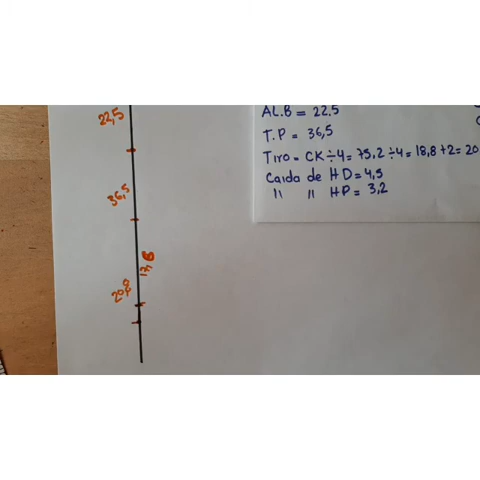 22,5
36,5
17,6
20,8
AL.B = 22.5
T.P = 36,5
Tiro = CK÷4 = 75,2÷4 = 18,8+2 = 20
Caida de HD = 4,5
" " HP = 3,2